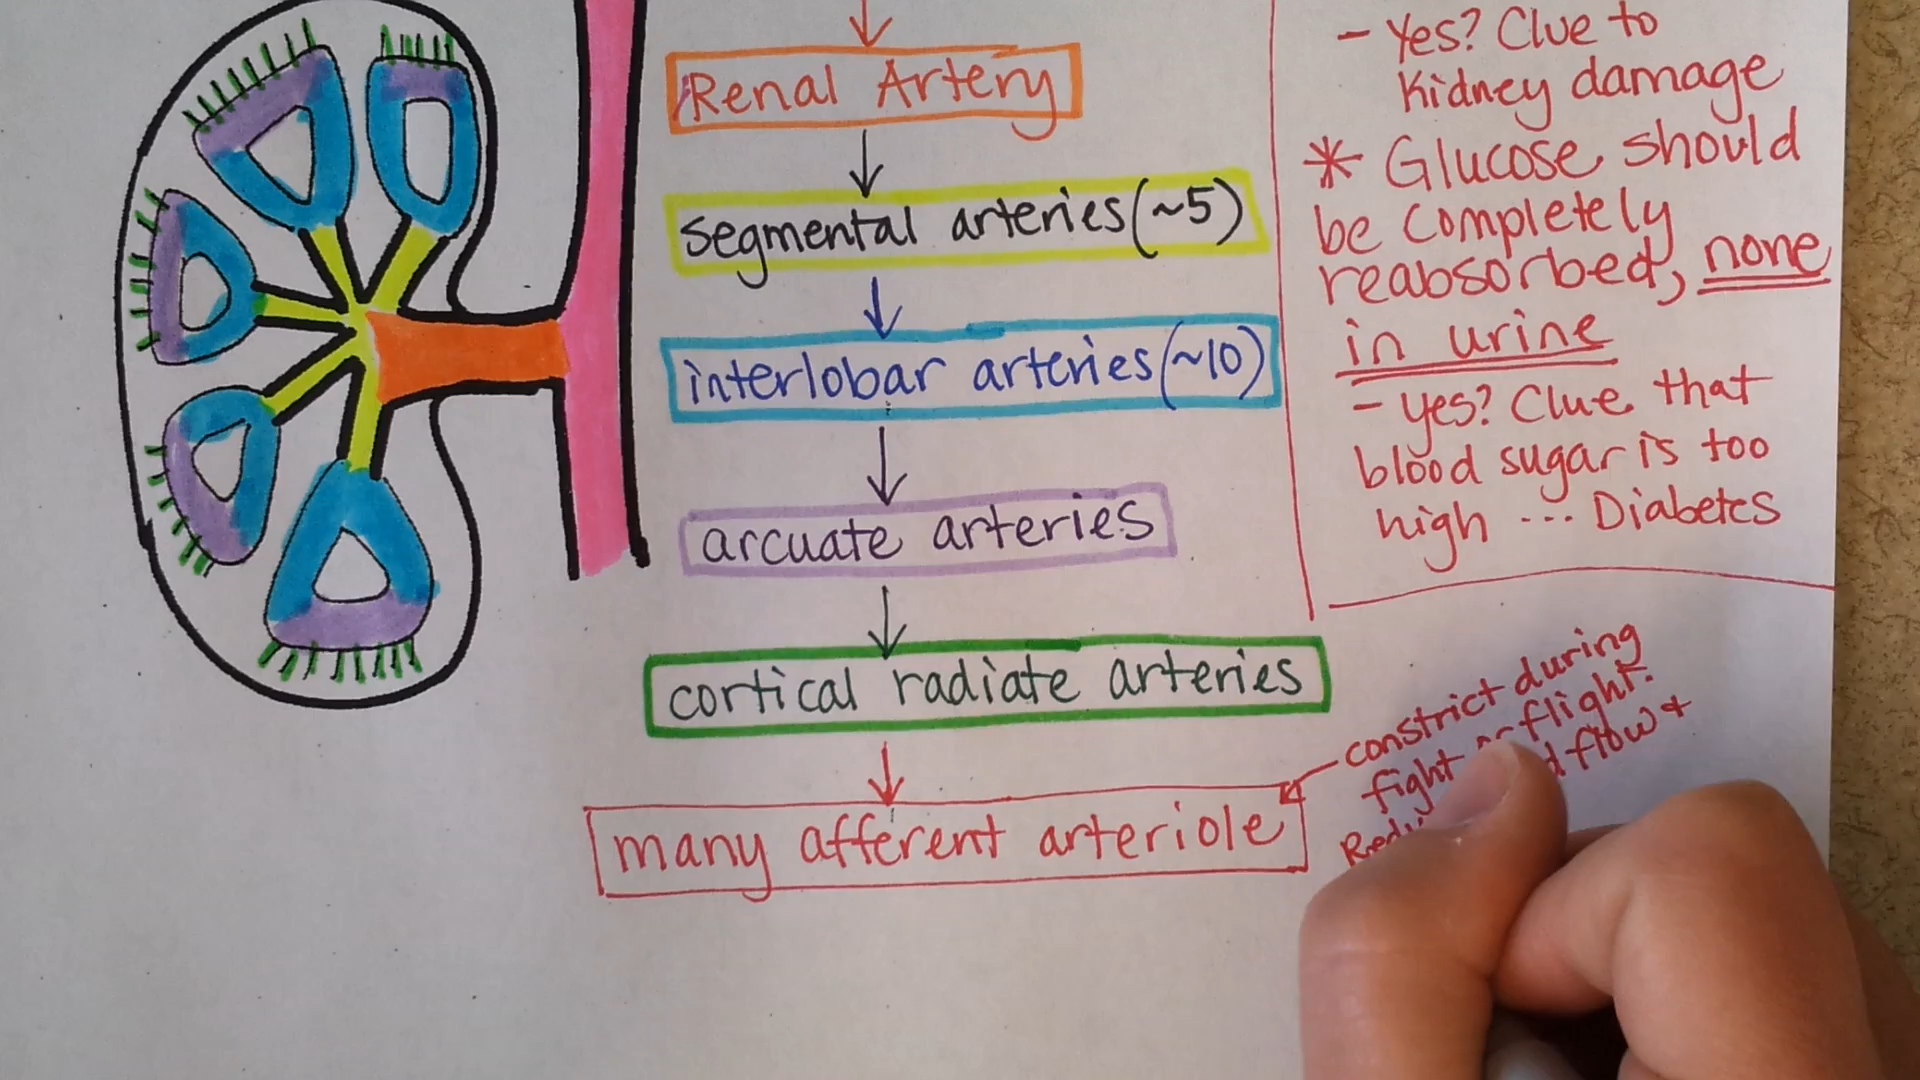 Renal Artery
segmental arteries (~5)
interlobar arteries (~10)
arcuate arteries
cortical radiate arteries
many afferent arteriole
- Yes? Clue to
Kidney damage
* Glucose should
be completely
reabsorbed, none
in urine
- Yes? Clue that
blood sugar is too
high ... Diabetes
constrict during
fight or flight.
flow +